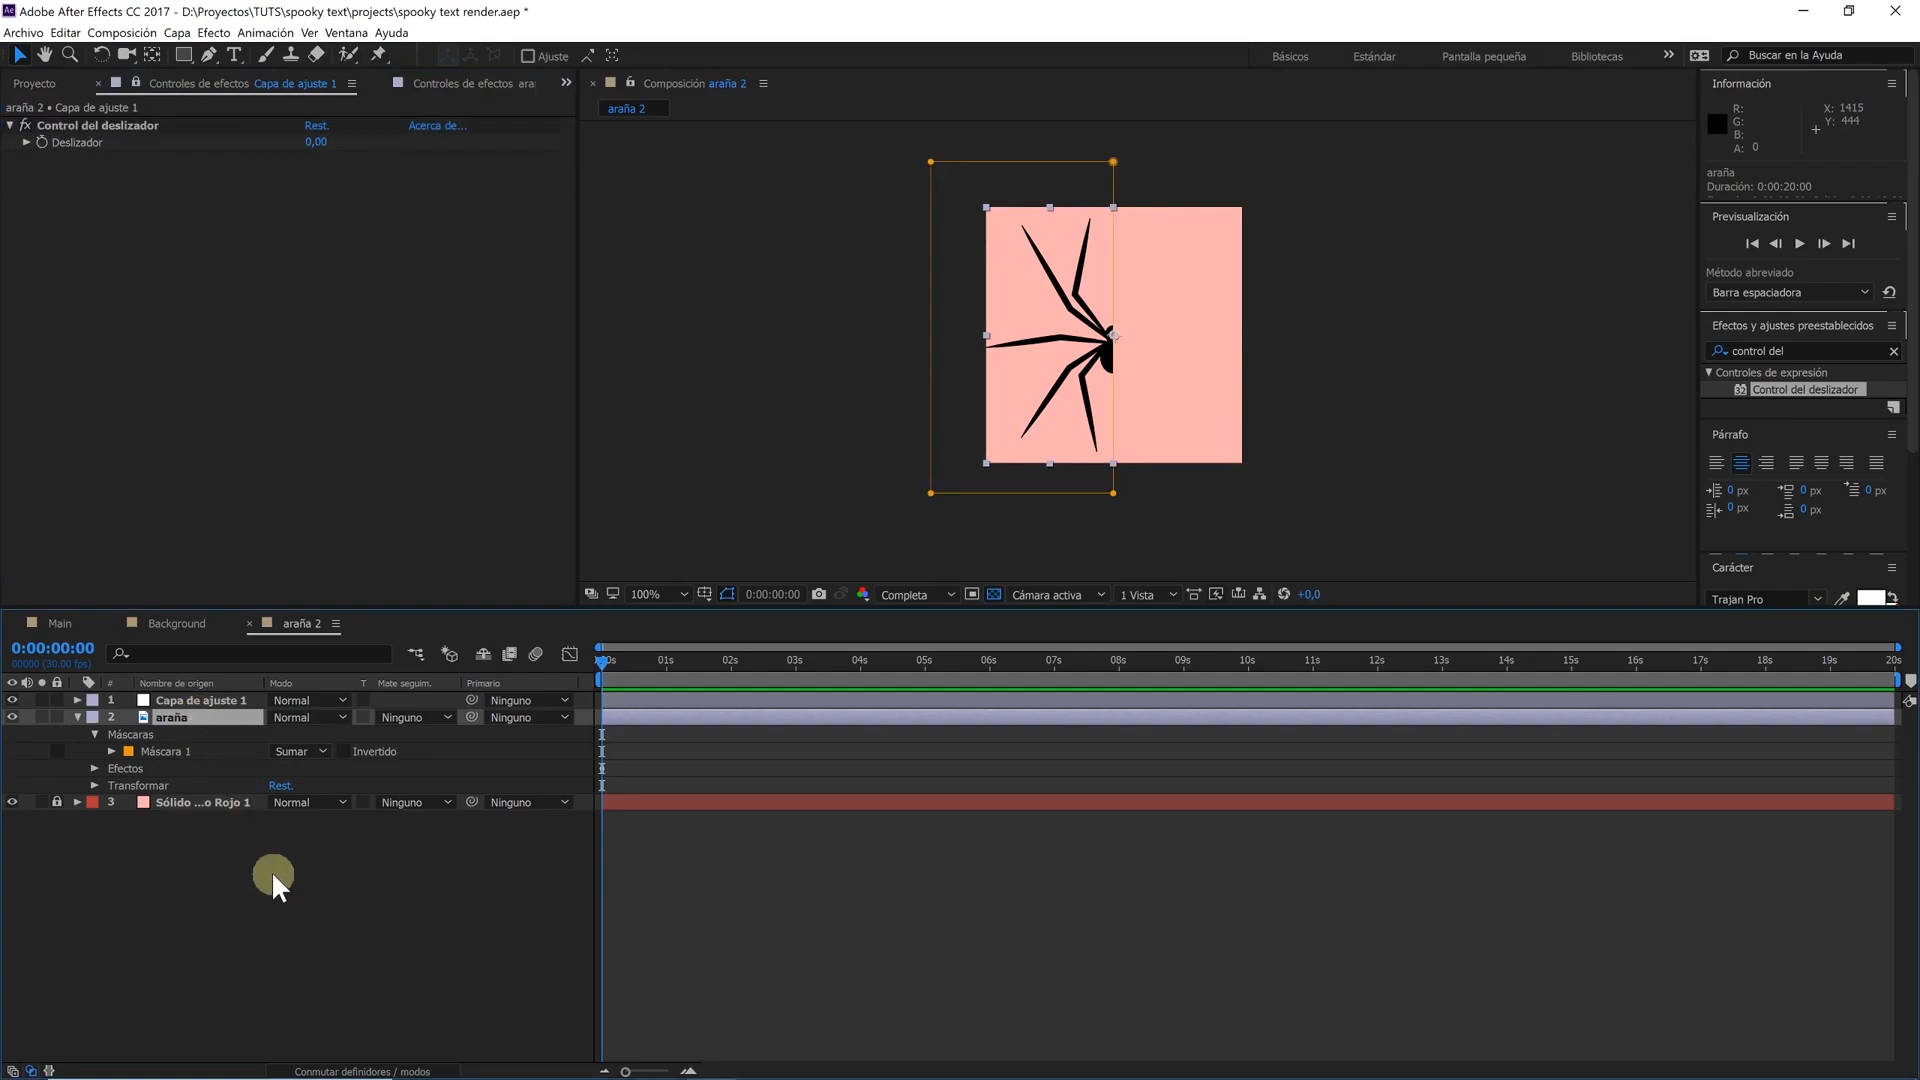 Adobe After Effects CC 2017 - D:\Proyectos\TUTS\spooky text\projects\spooky text render.aep *
Archivo Editar Composición Capa Efecto Animación Ver Ventana Ayuda
Ajuste
Básicos Estándar Pantalla pequeña Bibliotecas
Buscar en la Ayuda
Proyecto
Controles de efectos Capa de ajuste 1
Controles de efectos ara
araña 2 • Capa de ajuste 1
fx Control del deslizador Rest. Acerca de...
Deslizador 0,00
Composición araña 2
araña 2
100%
0:00:00:00
Completa
Cámara activa
1 Vista
+0,0
Información
R:
G:
B:
A: 0
X: 1415
Y: 444
araña
Duración: 0:00:20:00
Previsualización
Método abreviado
Barra espaciadora
Efectos y ajustes preestablecidos
control del
Controles de expresión
32 Control del deslizador
Párrafo
0 px 0 px 0 px
0 px 0 px
Carácter
Trajan Pro
Main
Background
araña 2
0:00:00:00
00000 (30.00 fps)
# Nombre de origen Modo T Mate seguim. Primario
1 Capa de ajuste 1 Normal Ninguno
2 araña Normal Ninguno Ninguno
Máscaras
Máscara 1 Sumar Invertido
Efectos
Transformar Rest.
3 Sólido ...o Rojo 1 Normal Ninguno Ninguno
01s 02s 03s 04s 05s 06s 07s 08s 09s 10s 11s 12s 13s 14s 15s 16s 17s 18s 19s 20s
Conmutar definidores / modos